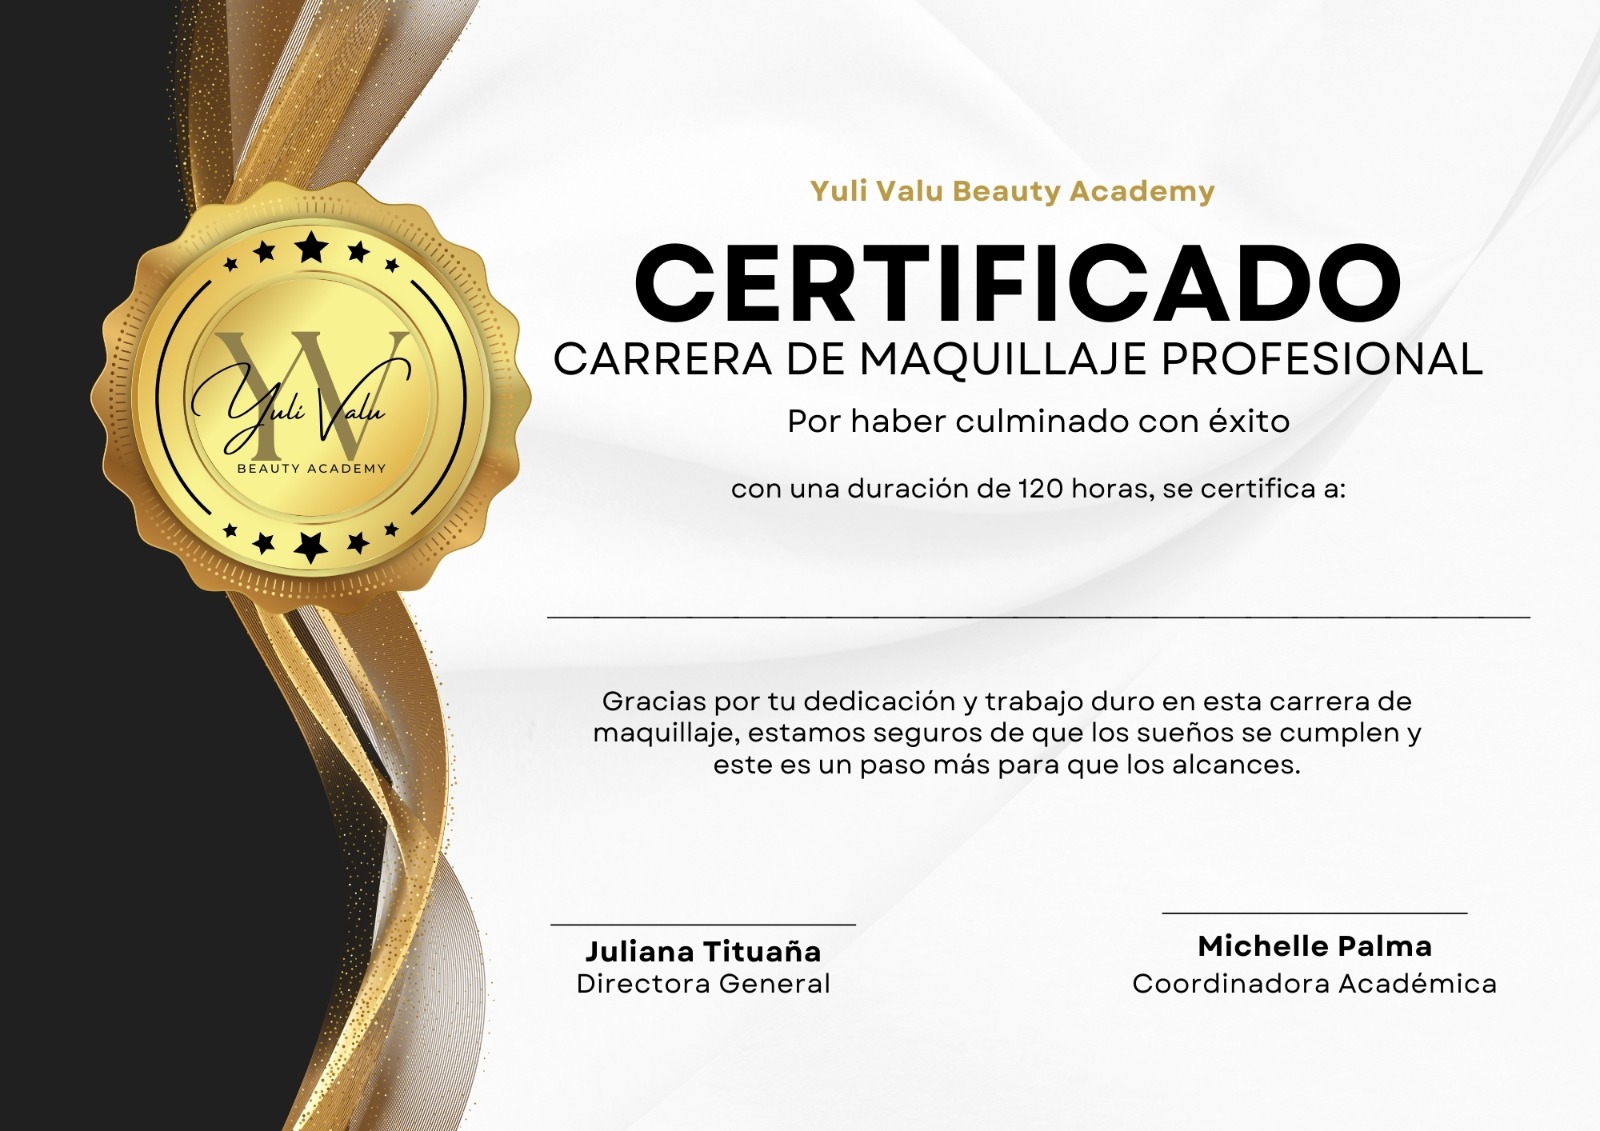 Yuli Valu Beauty Academy
CERTIFICADO
CARRERA DE MAQUILLAJE PROFESIONAL
Por haber culminado con éxito
con una duración de 120 horas, se certifica a:
YV
Yuli Valu
BEAUTY ACADEMY
Gracias por tu dedicación y trabajo duro en esta carrera de
maquillaje, estamos seguros de que los sueños se cumplen y
este es un paso más para que los alcances.
Juliana Tituaña
Directora General
Michelle Palma
Coordinadora Académica